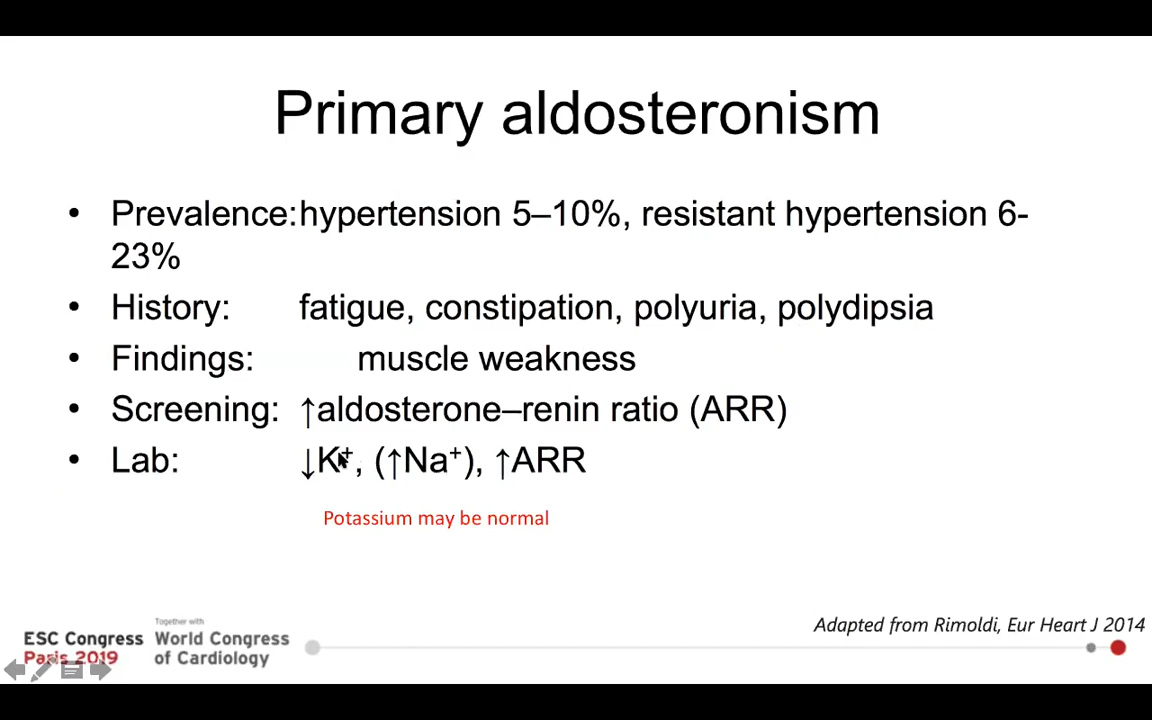 Primary aldosteronism
• Prevalence: hypertension 5–10%, resistant hypertension 6-
23%
• History: fatigue, constipation, polyuria, polydipsia
• Findings: muscle weakness
• Screening: ↑aldosterone–renin ratio (ARR)
• Lab: ↓K⁺, (↑Na⁺), ↑ARR
Potassium may be normal
Adapted from Rimoldi, Eur Heart J 2014
ESC Congress
Paris 2019
Together with
World Congress
of Cardiology